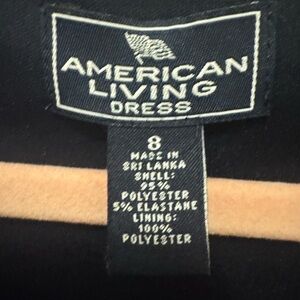 AMERICAN
LIVING
DRESS
8
MADE IN
SRI LANKA
SHELL:
95%
POLYESTER
5% ELASTANE
LINING:
100%
POLYESTER